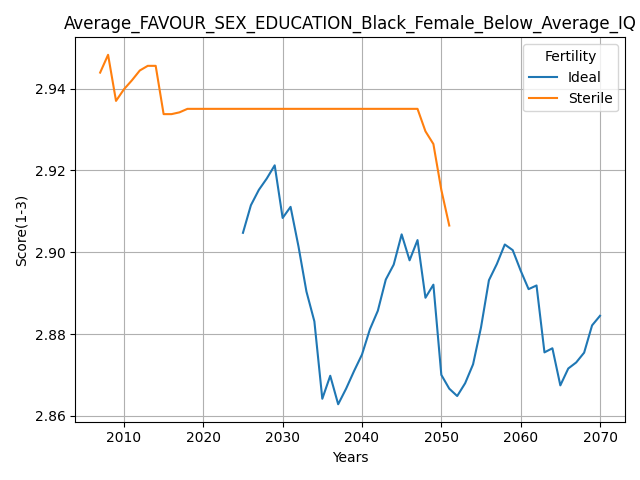 Average_FAVOUR_SEX_EDUCATION_Black_Female_Below_Average_IQ
Fertility
Ideal
Sterile
2.94
2.92
2.90
2.88
2.86
Score(1-3)
2010 2020 2030 2040 2050 2060 2070
Years